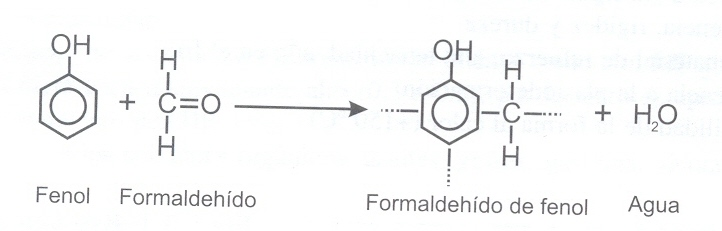 OH
OH
H
H
+
C=O
C
+
H₂O
H
H
Fenol
Formaldehído
Formaldehído de fenol
Agua